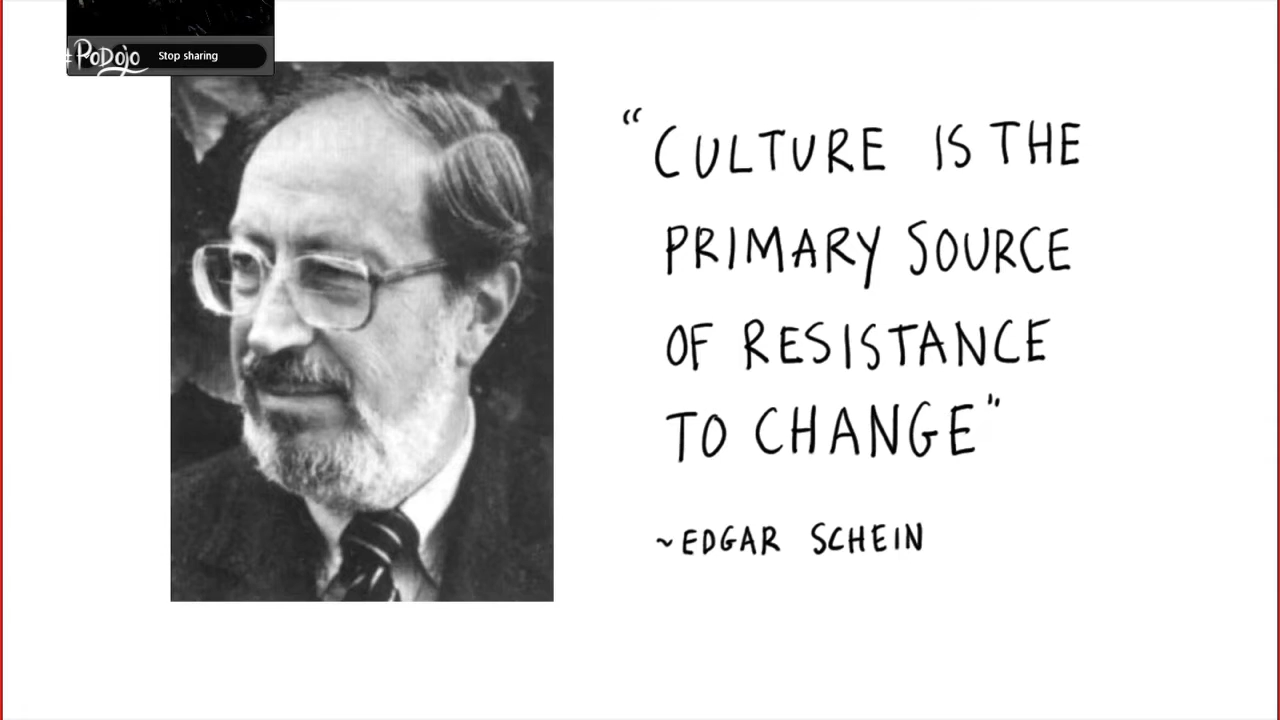 #PODOJO
Stop sharing
"CULTURE IS THE
PRIMARY SOURCE
OF RESISTANCE
TO CHANGE"
~EDGAR SCHEIN